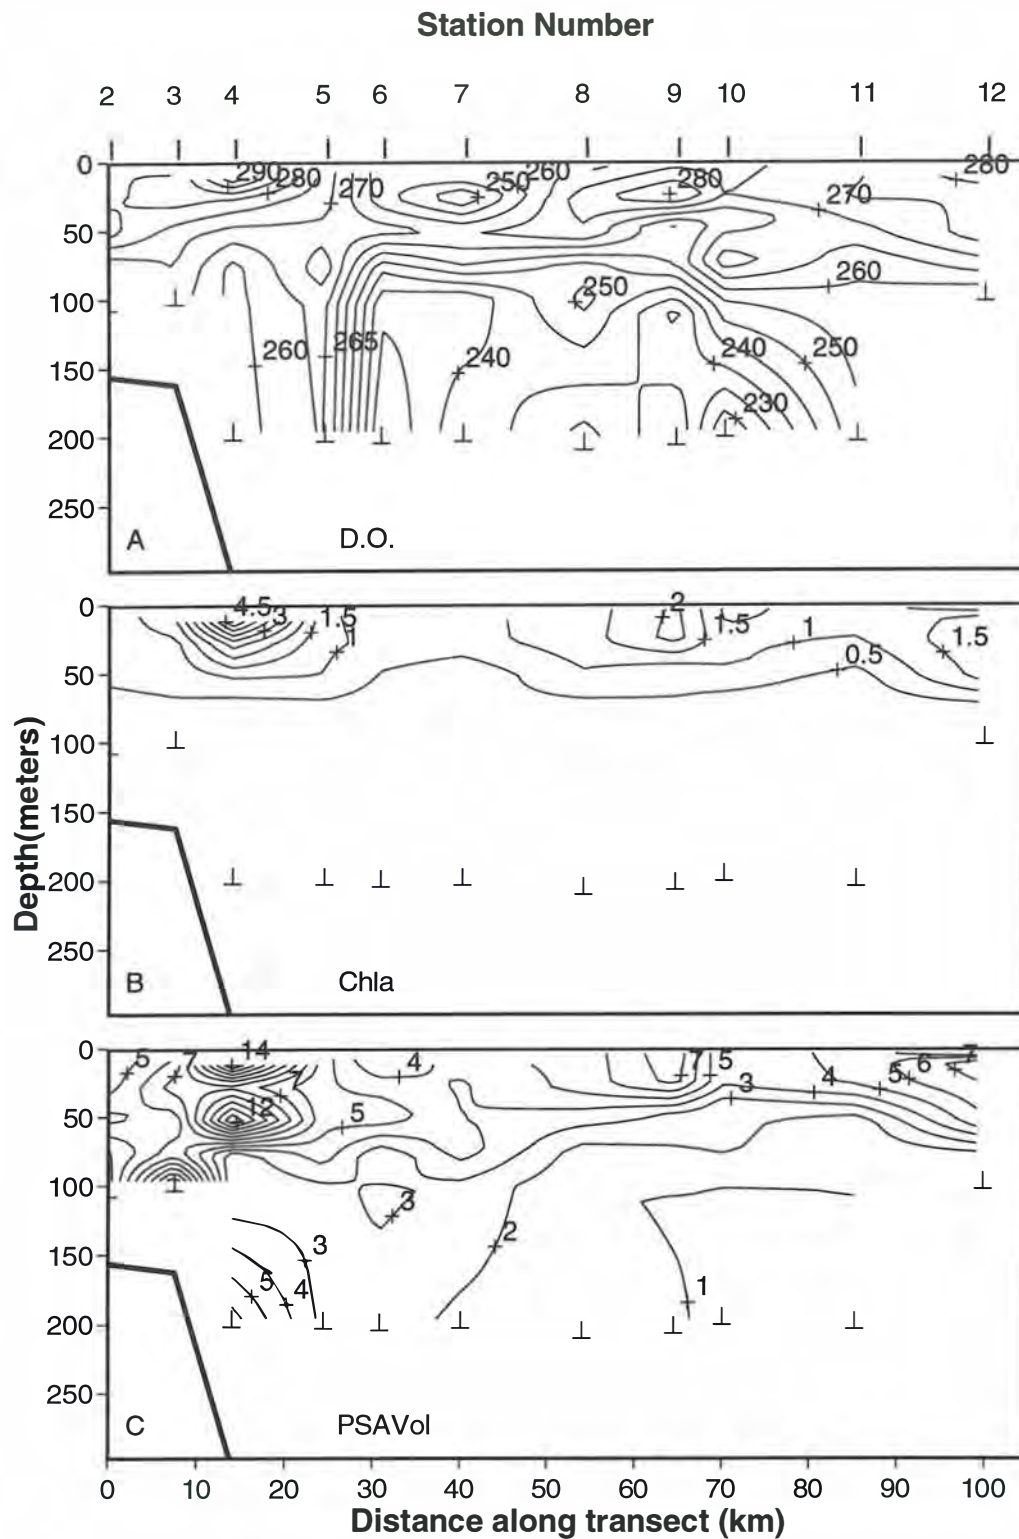 Station Number
2 3 4 5 6 7 8 9 10 11 12
0
50
100
150
200
250
290 280 270 250 260 280 270 280
260
250
260 265 240 240 250
230
A D.O.
Depth(meters)
0
50
100
150
200
250
4.5 3 1.5 1 2 1.5 1 1.5
0.5
B Chla
0
50
100
150
200
250
5 7 14 7 4 7 5 3 4 5 6 7
12 5
3
2
3
5 4 1
C PSAVol
0 10 20 30 40 50 60 70 80 90 100
Distance along transect (km)